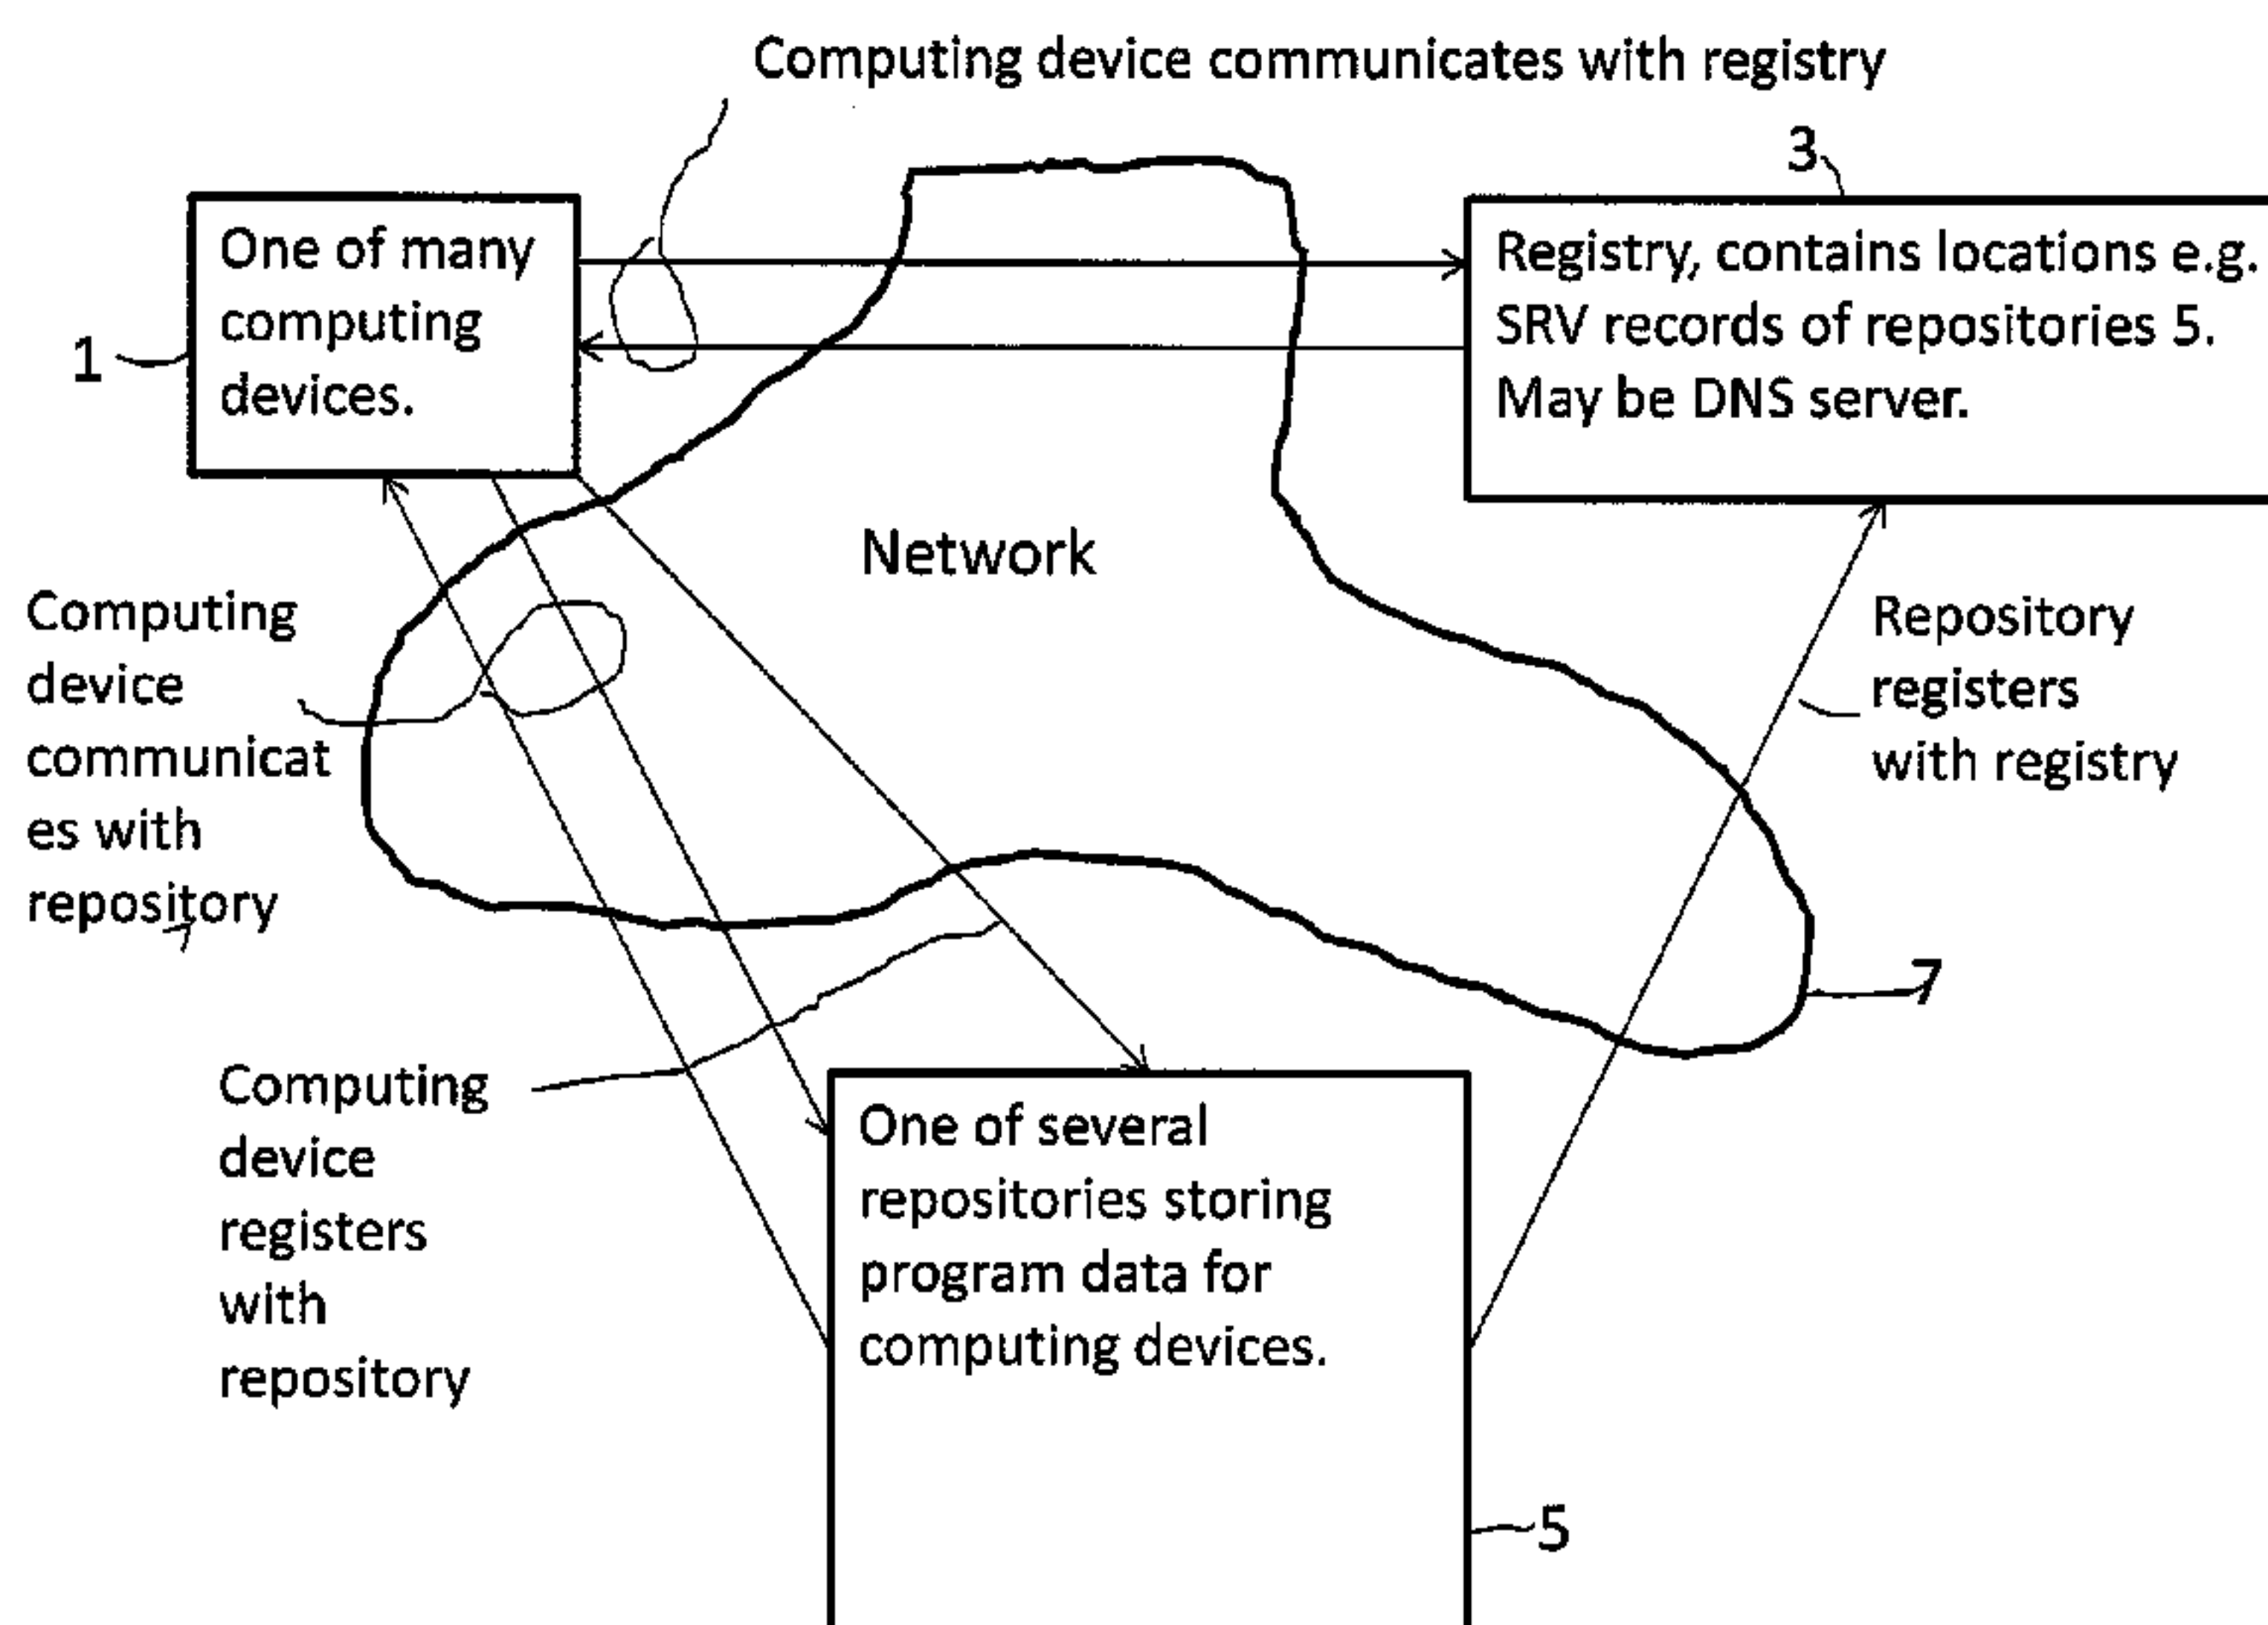 Computing device communicates with registry
3
One of many
computing
devices.
1
Registry, contains locations e.g.
SRV records of repositories 5.
May be DNS server.
Network
Computing
device
communicat
es with
repository
Repository
registers
with registry
7
Computing
device
registers
with
repository
One of several
repositories storing
program data for
computing devices.
5